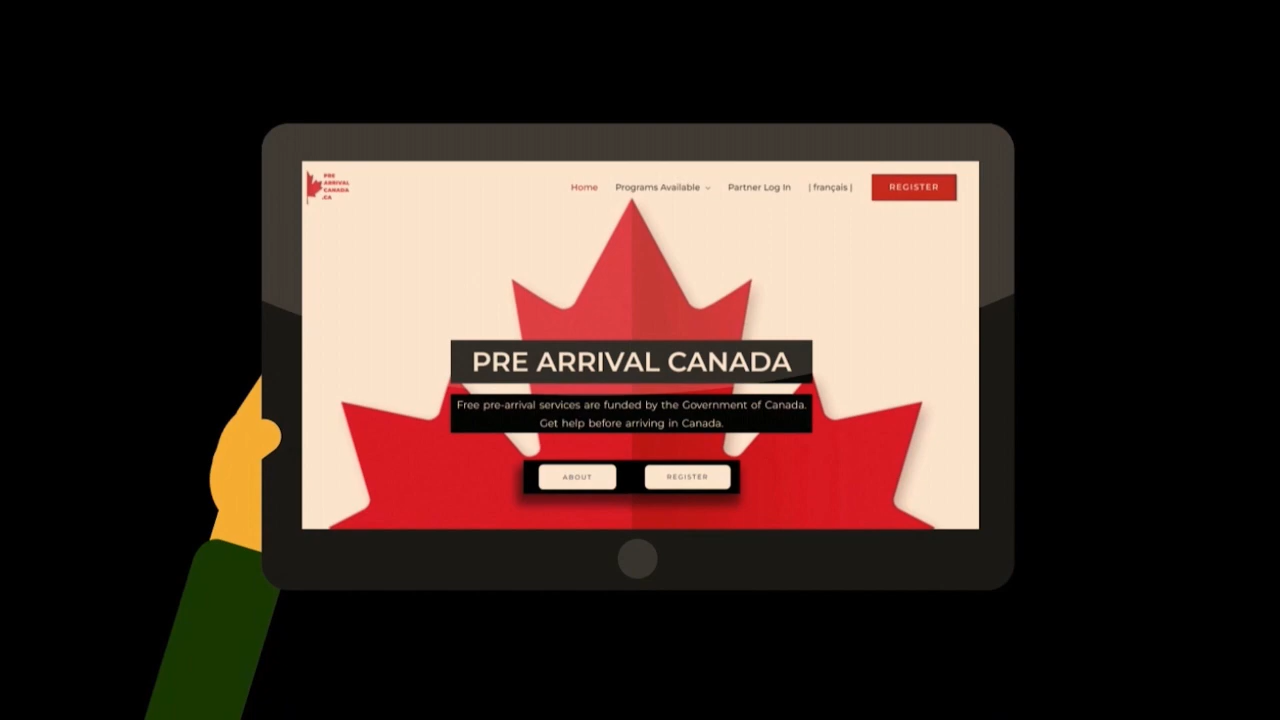 PRE
ARRIVAL
CANADA
.CA
Home Programs Available Partner Log In | français | REGISTER
PRE ARRIVAL CANADA
Free pre-arrival services are funded by the Government of Canada.
Get help before arriving in Canada.
ABOUT REGISTER